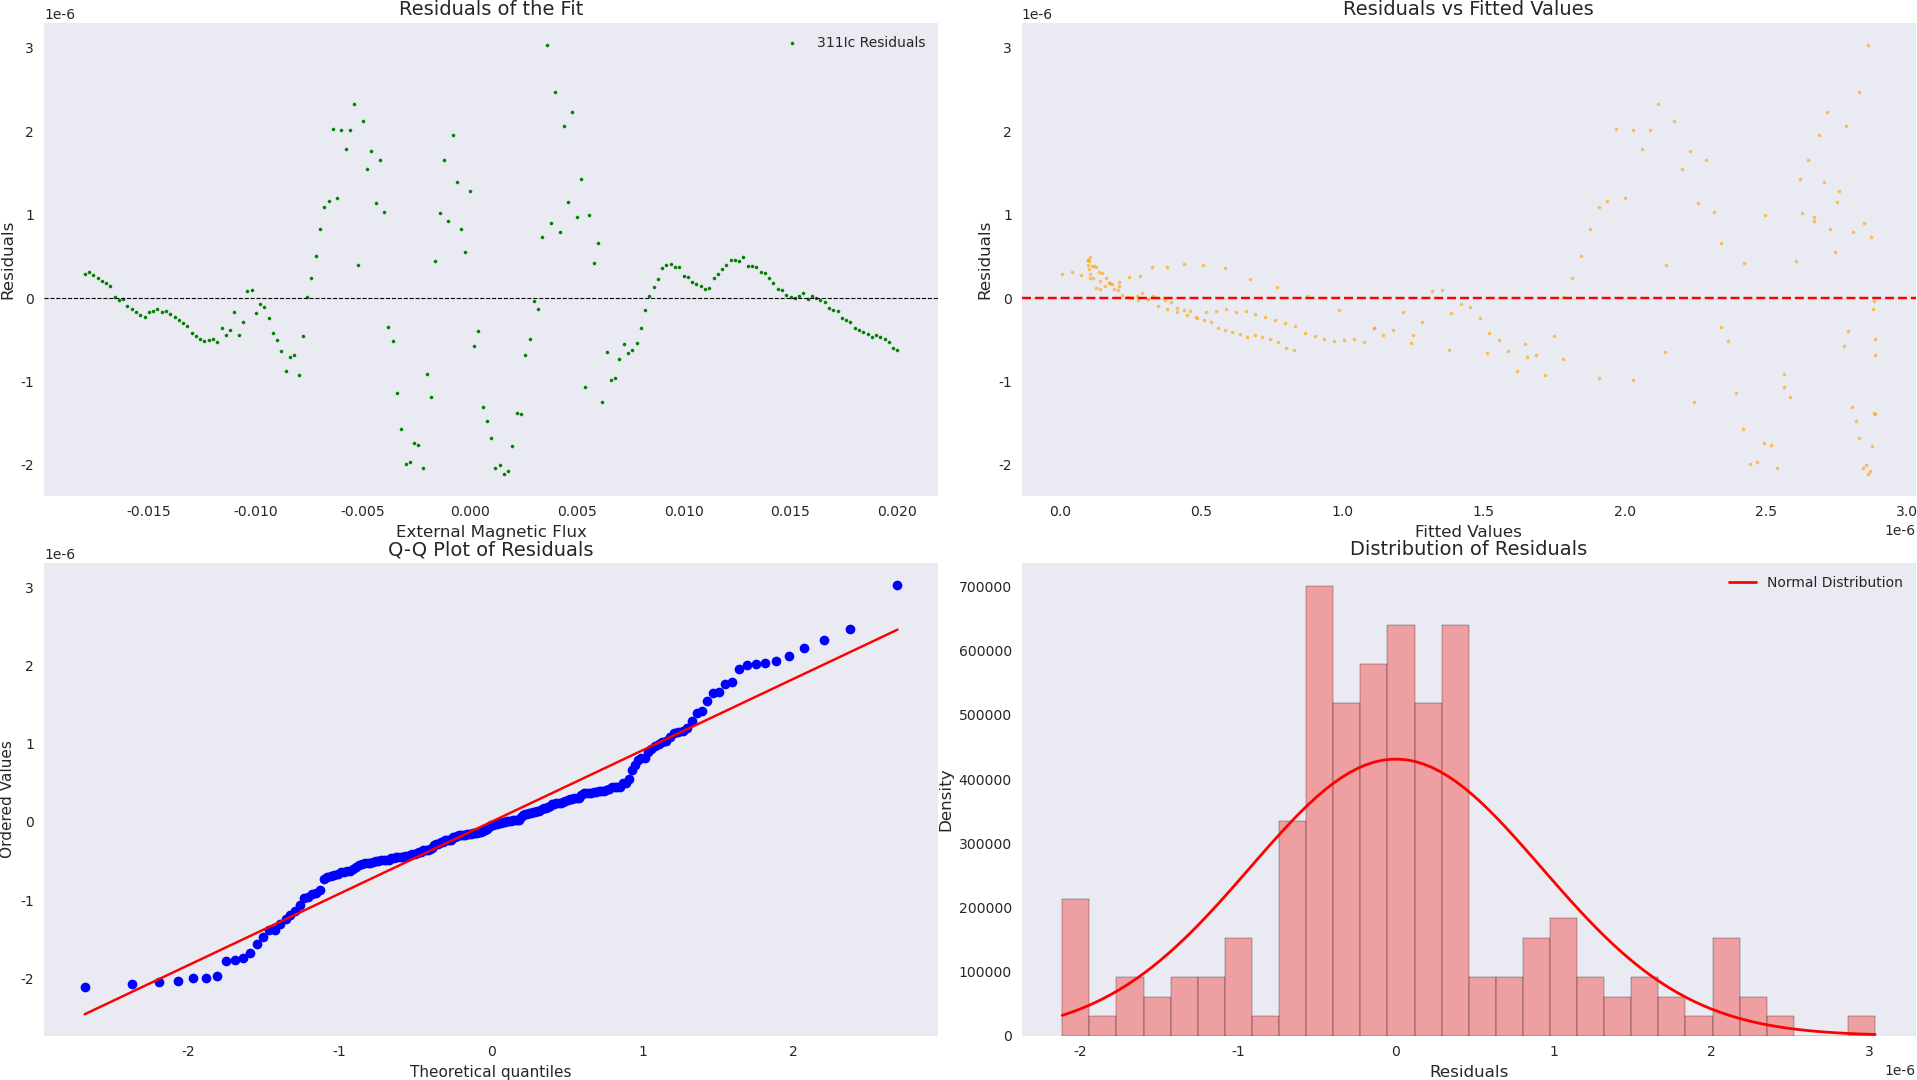 Residuals of the Fit
1e-6
311Ic Residuals
3
2
1
0
-1
-2
Residuals
-0.015 -0.010 -0.005 0.000 0.005 0.010 0.015 0.020
External Magnetic Flux
Residuals vs Fitted Values
1e-6
3
2
1
0
-1
-2
Residuals
0.0 0.5 1.0 1.5 2.0 2.5 3.0
1e-6
Fitted Values
Q-Q Plot of Residuals
1e-6
3
2
1
0
-1
-2
Ordered Values
-2 -1 0 1 2
Theoretical quantiles
Distribution of Residuals
Normal Distribution
700000
600000
500000
400000
300000
200000
100000
0
Density
-2 -1 0 1 2 3
1e-6
Residuals